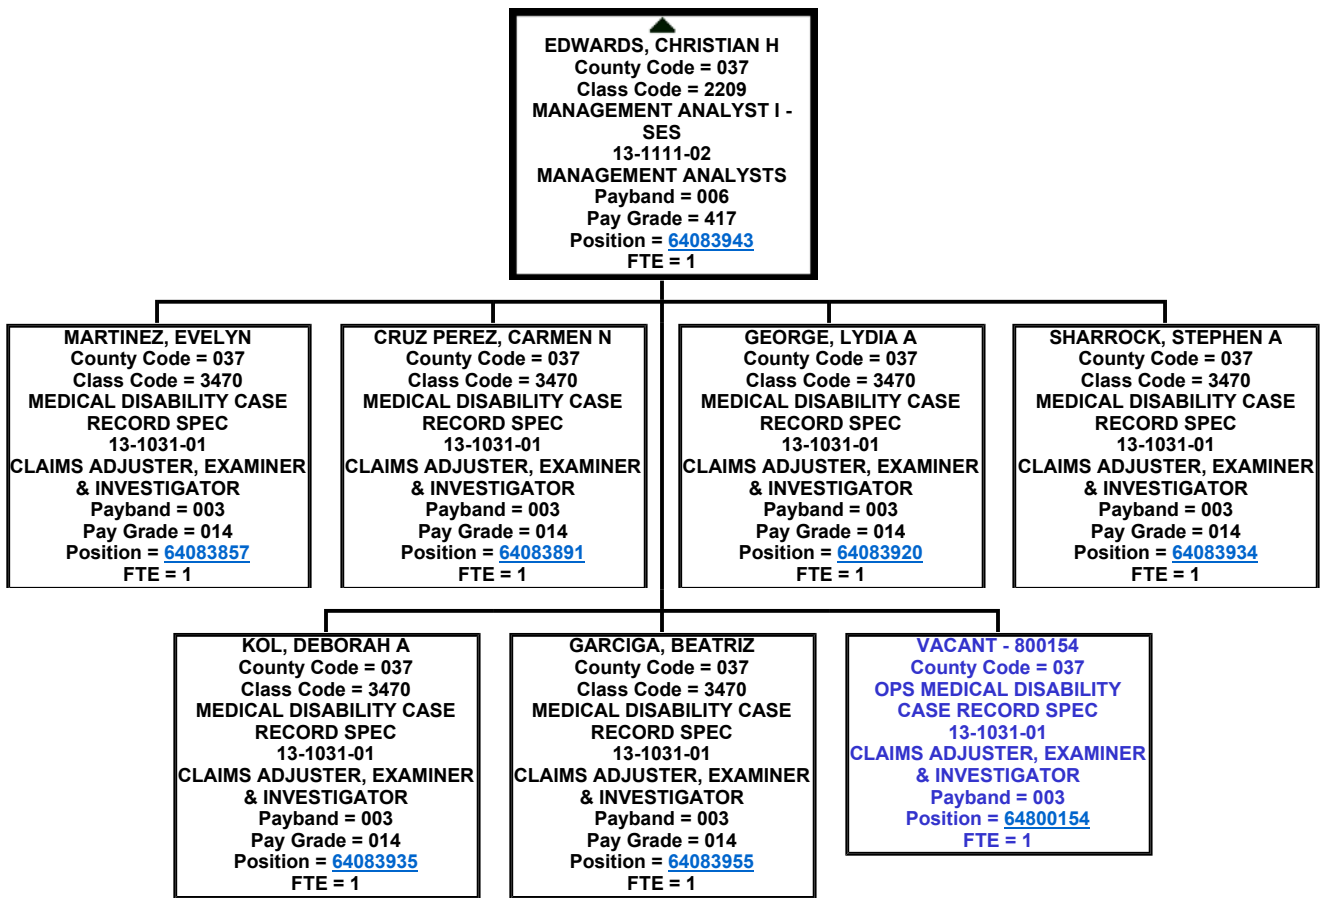 EDWARDS, CHRISTIAN H
County Code = 037
Class Code = 2209
MANAGEMENT ANALYST I -
SES
13-1111-02
MANAGEMENT ANALYSTS
Payband = 006
Pay Grade = 417
Position = 64083943
FTE = 1
MARTINEZ, EVELYN
County Code = 037
Class Code = 3470
MEDICAL DISABILITY CASE
RECORD SPEC
13-1031-01
CLAIMS ADJUSTER, EXAMINER
& INVESTIGATOR
Payband = 003
Pay Grade = 014
Position = 64083857
FTE = 1
CRUZ PEREZ, CARMEN N
County Code = 037
Class Code = 3470
MEDICAL DISABILITY CASE
RECORD SPEC
13-1031-01
CLAIMS ADJUSTER, EXAMINER
& INVESTIGATOR
Payband = 003
Pay Grade = 014
Position = 64083891
FTE = 1
GEORGE, LYDIA A
County Code = 037
Class Code = 3470
MEDICAL DISABILITY CASE
RECORD SPEC
13-1031-01
CLAIMS ADJUSTER, EXAMINER
& INVESTIGATOR
Payband = 003
Pay Grade = 014
Position = 64083920
FTE = 1
SHARROCK, STEPHEN A
County Code = 037
Class Code = 3470
MEDICAL DISABILITY CASE
RECORD SPEC
13-1031-01
CLAIMS ADJUSTER, EXAMINER
& INVESTIGATOR
Payband = 003
Pay Grade = 014
Position = 64083934
FTE = 1
KOL, DEBORAH A
County Code = 037
Class Code = 3470
MEDICAL DISABILITY CASE
RECORD SPEC
13-1031-01
CLAIMS ADJUSTER, EXAMINER
& INVESTIGATOR
Payband = 003
Pay Grade = 014
Position = 64083935
FTE = 1
GARCIGA, BEATRIZ
County Code = 037
Class Code = 3470
MEDICAL DISABILITY CASE
RECORD SPEC
13-1031-01
CLAIMS ADJUSTER, EXAMINER
& INVESTIGATOR
Payband = 003
Pay Grade = 014
Position = 64083955
FTE = 1
VACANT - 800154
County Code = 037
OPS MEDICAL DISABILITY
CASE RECORD SPEC
13-1031-01
CLAIMS ADJUSTER, EXAMINER
& INVESTIGATOR
Payband = 003
Position = 64800154
FTE = 1